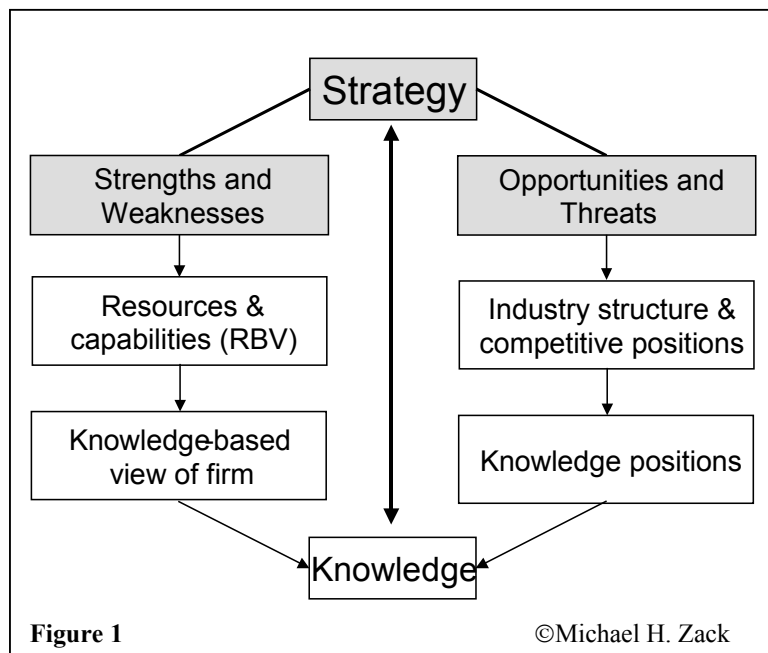 Strategy
Strengths and
Weaknesses
Opportunities and
Threats
Resources &
capabilities (RBV)
Industry structure &
competitive positions
Knowledge-based
view of firm
Knowledge positions
Knowledge
Figure 1
©Michael H. Zack